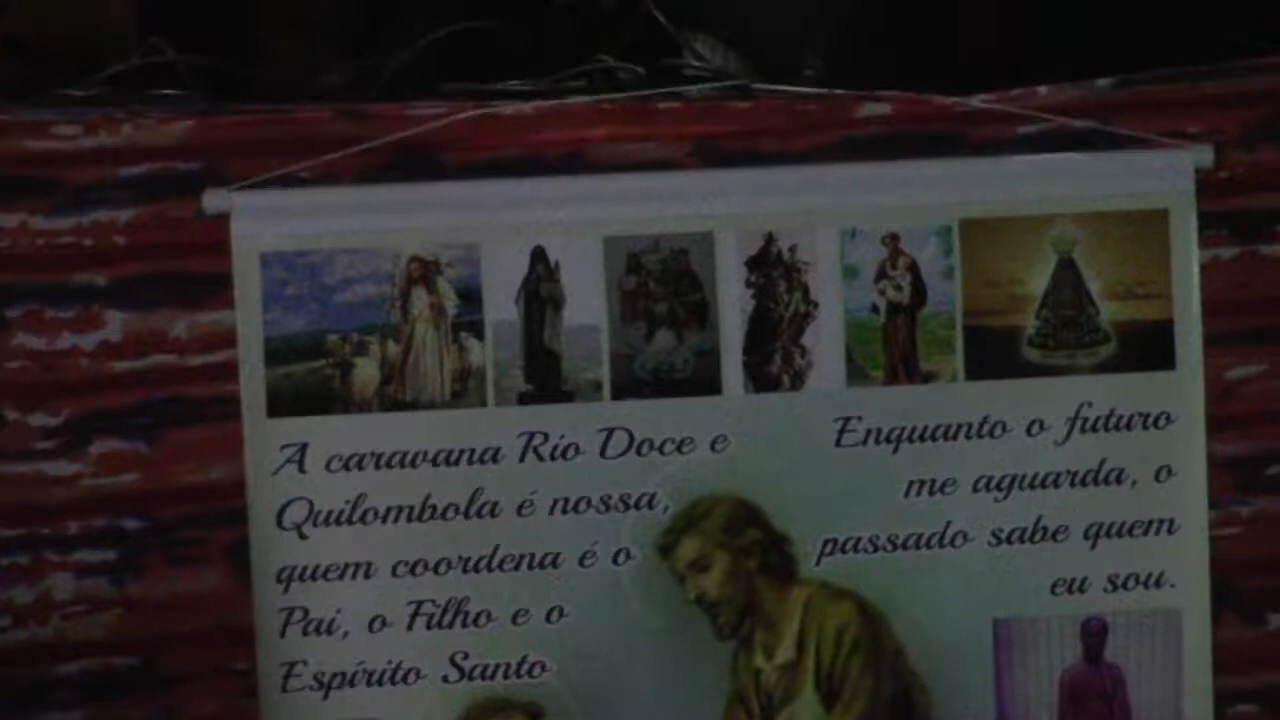 A caravana Rio Doce e
Quilombola é nossa,
quem coordena é o
Pai, o Filho e o
Espírito Santo
Enquanto o futuro
me aguarda, o
passado sabe quem
eu sou.